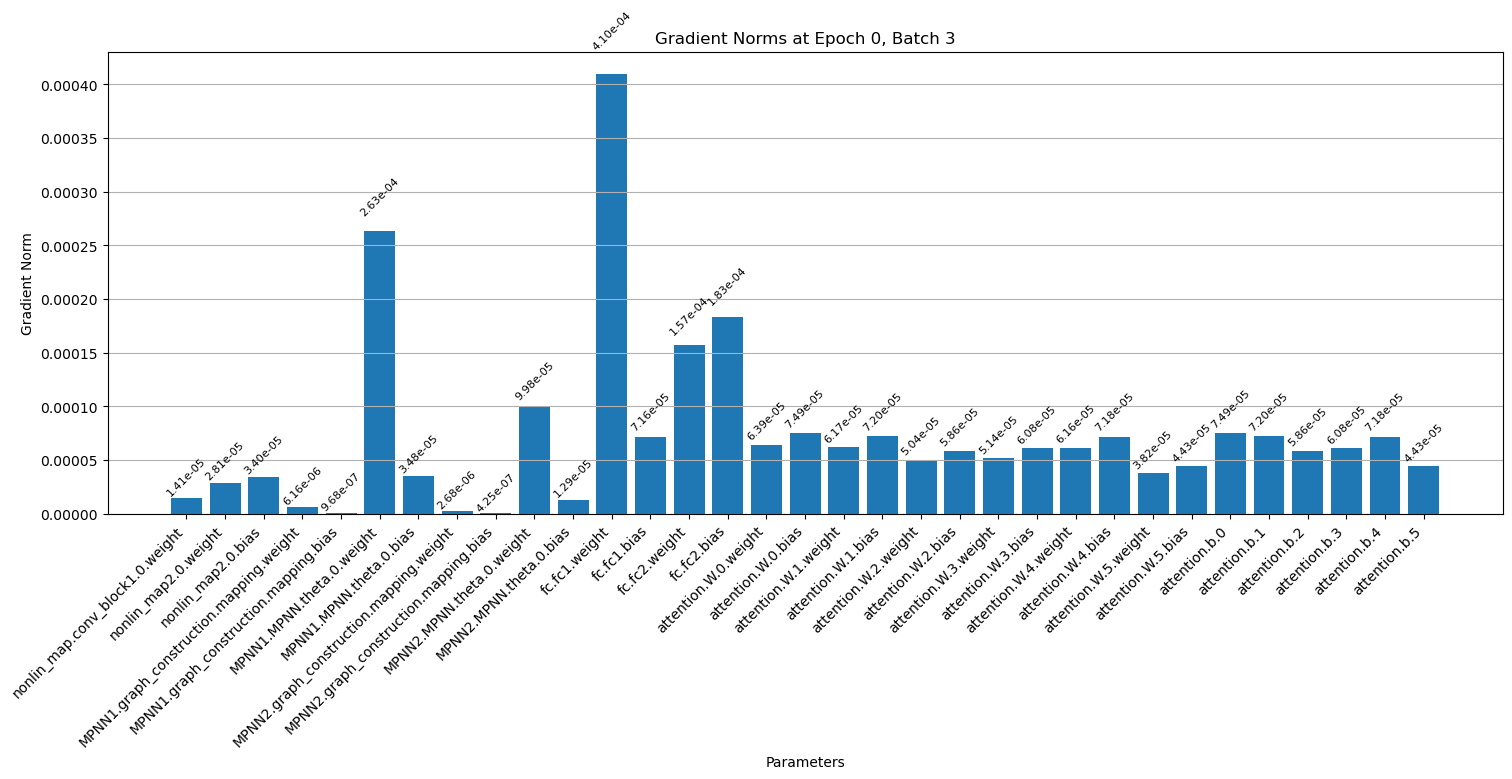 Gradient Norms at Epoch 0, Batch 3
Gradient Norm
0.00040
0.00035
0.00030
0.00025
0.00020
0.00015
0.00010
0.00005
0.00000
1.41e-05
2.81e-05
3.40e-05
6.16e-06
9.68e-07
2.63e-04
3.48e-05
2.68e-06
4.25e-07
9.98e-05
1.29e-05
4.10e-04
7.16e-05
1.57e-04
1.83e-04
6.39e-05
7.49e-05
6.17e-05
7.20e-05
5.04e-05
5.86e-05
5.14e-05
6.08e-05
6.16e-05
7.18e-05
3.82e-05
4.43e-05
7.49e-05
7.20e-05
5.86e-05
6.08e-05
7.18e-05
4.43e-05
nonlin_map.conv_block1.0.weight
nonlin_map2.0.weight
nonlin_map2.0.bias
MPNN1.graph_construction.mapping.weight
MPNN1.graph_construction.mapping.bias
MPNN1.MPNN.theta.0.weight
MPNN1.MPNN.theta.0.bias
MPNN2.graph_construction.mapping.weight
MPNN2.graph_construction.mapping.bias
MPNN2.MPNN.theta.0.weight
MPNN2.MPNN.theta.0.bias
fc.fc1.weight
fc.fc1.bias
fc.fc2.weight
fc.fc2.bias
attention.W.0.weight
attention.W.0.bias
attention.W.1.weight
attention.W.1.bias
attention.W.2.weight
attention.W.2.bias
attention.W.3.weight
attention.W.3.bias
attention.W.4.weight
attention.W.4.bias
attention.W.5.weight
attention.W.5.bias
attention.b.0
attention.b.1
attention.b.2
attention.b.3
attention.b.4
attention.b.5
Parameters